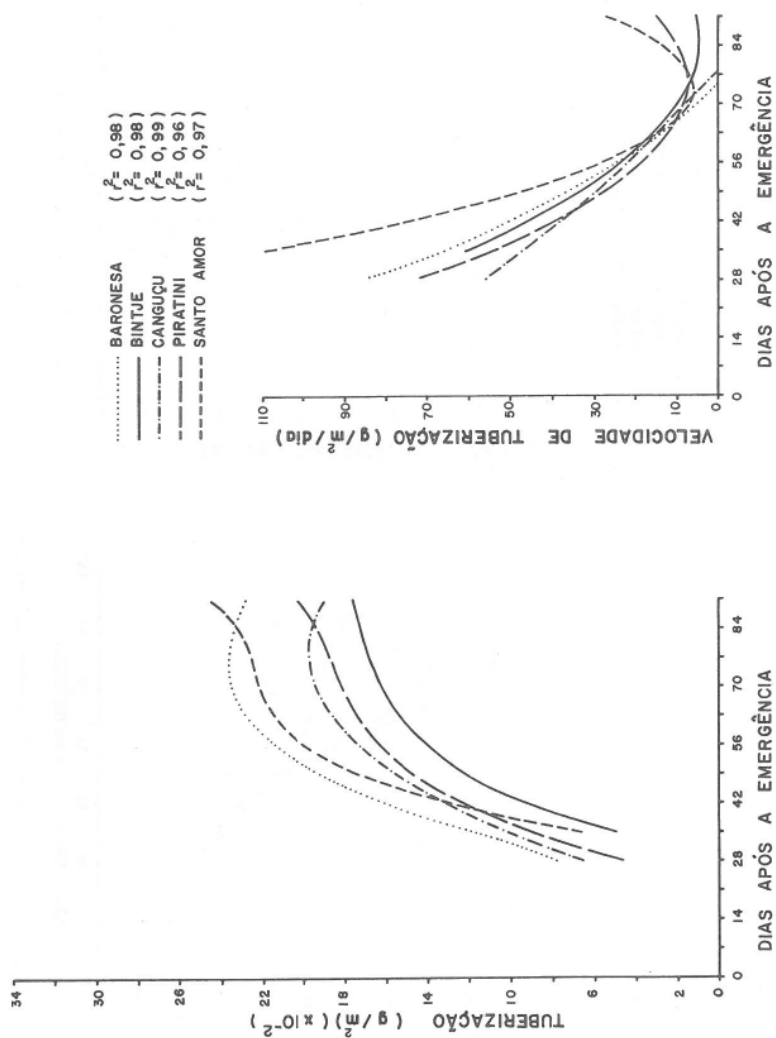 34
30
26
22
18
14
10
6
2
0
TUBERIZAÇÃO (g/m²) (x10⁻²)
0 14 28 42 56 70 84
DIAS APÓS A EMERGÊNCIA
BARONESA (r²= 0,98)
BINTJE (r²= 0,98)
CANGUÇU (r²= 0,99)
PIRATINI (r²= 0,96)
SANTO AMOR (r²= 0,97)
110
90
70
50
30
10
0
VELOCIDADE DE TUBERIZAÇÃO (g/m²/dia)
0 14 28 42 56 70 84
DIAS APÓS A EMERGÊNCIA